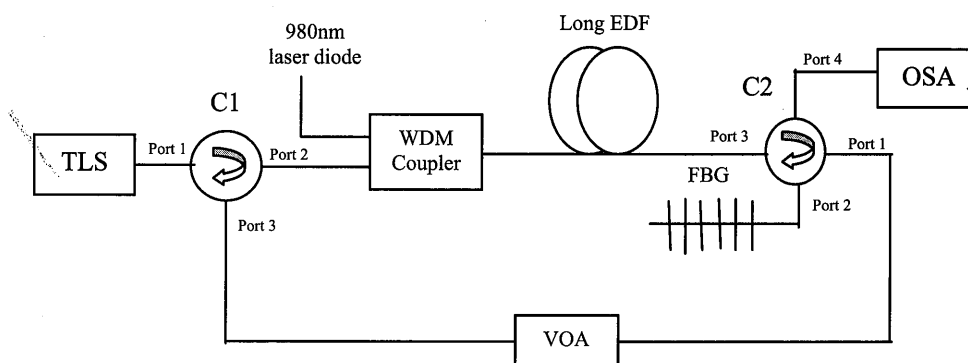 980nm
laser diode
Long EDF
Port 4
OSA
C1
C2
TLS
Port 1
Port 2
WDM
Coupler
Port 3
Port 1
FBG
Port 2
Port 3
VOA